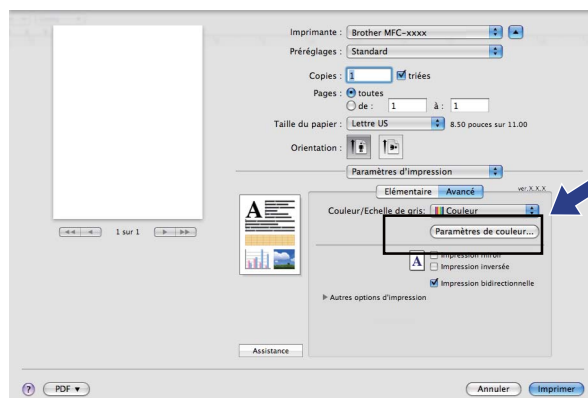 Imprimante : Brother MFC-xxxx
Préréglages : Standard
Copies : 1 triées
Pages : toutes
de : 1 à : 1
Taille du papier : Lettre US 8.50 pouces sur 11.00
Orientation :
Paramètres d'impression
Elémentaire Avancé ver.X.X.X
Couleur/Echelle de gris: Couleur
Paramètres de couleur...
Impression miroir
Impression inversée
Impression bidirectionnelle
Autres options d'impression
A
A
1 sur 1
Assistance
? PDF Annuler Imprimer